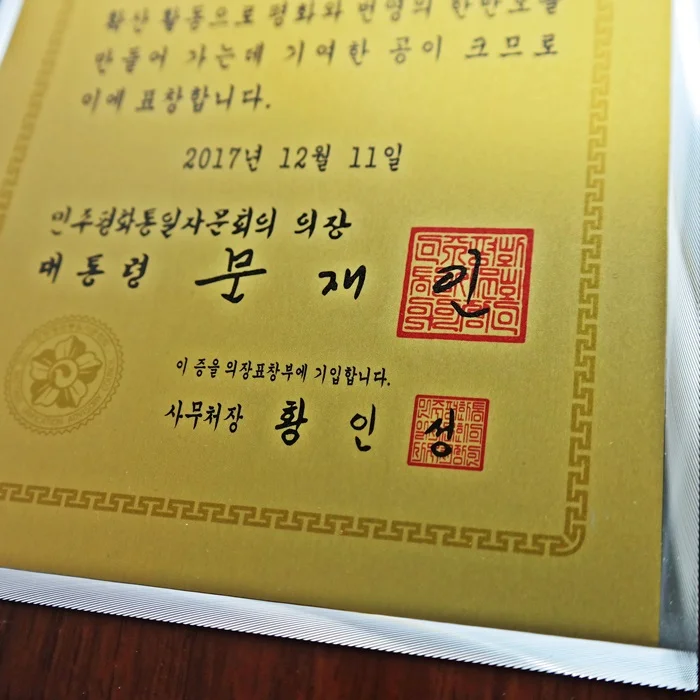 확산 활동으로 평화와 번영의 한반도를
만들어 가는데 기여한 공이 크므로
이에 표창합니다.
2017년 12월 11일
민주평화통일자문회의 의장
대통령 문재인
이 증을 의장표창부에 기입합니다.
사무처장 황인성